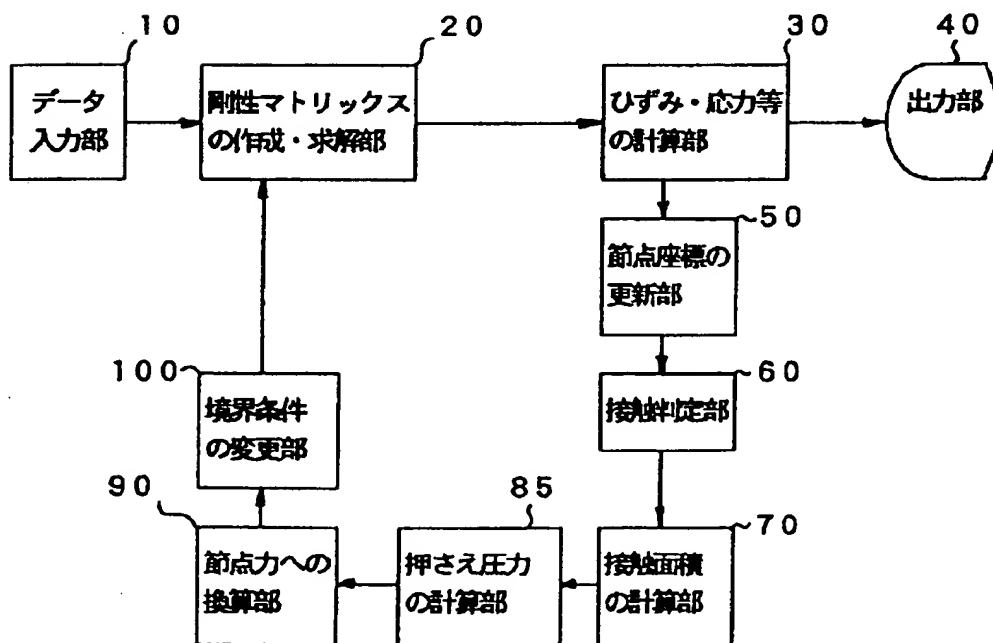 10
データ
入力部
20
剛性マトリックス
の作成・求解部
30
ひずみ・応力等
の計算部
40
出力部
50
節点座標の
更新部
60
接触判定部
70
接触面積
の計算部
85
押さえ圧力
の計算部
90
節点力への
換算部
100
境界条件
の変更部